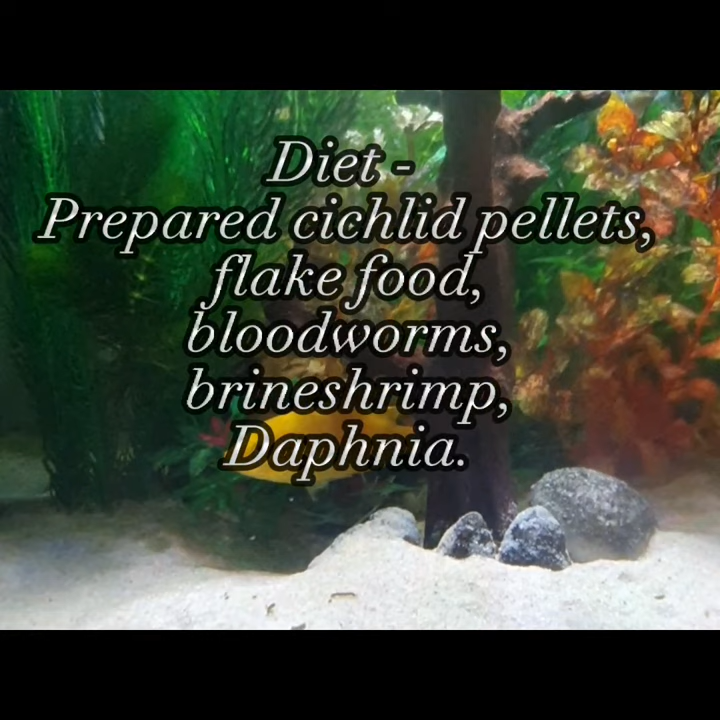 Diet -
Prepared cichlid pellets,
flake food,
bloodworms,
brineshrimp,
Daphnia.